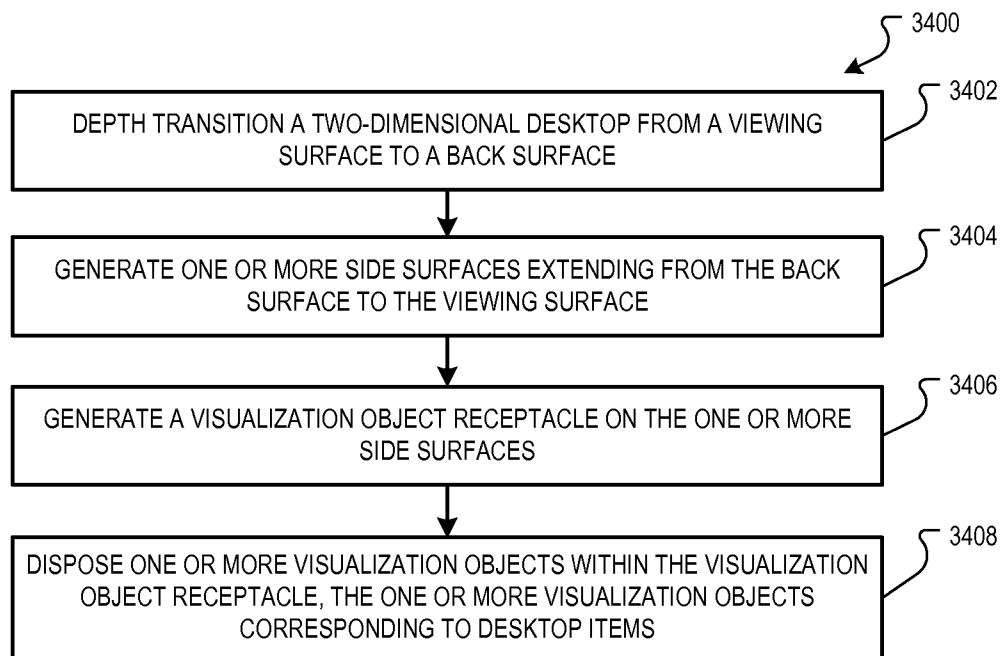 3400
3402
DEPTH TRANSITION A TWO-DIMENSIONAL DESKTOP FROM A VIEWING
SURFACE TO A BACK SURFACE
3404
GENERATE ONE OR MORE SIDE SURFACES EXTENDING FROM THE BACK
SURFACE TO THE VIEWING SURFACE
3406
GENERATE A VISUALIZATION OBJECT RECEPTACLE ON THE ONE OR MORE
SIDE SURFACES
3408
DISPOSE ONE OR MORE VISUALIZATION OBJECTS WITHIN THE VISUALIZATION
OBJECT RECEPTACLE, THE ONE OR MORE VISUALIZATION OBJECTS
CORRESPONDING TO DESKTOP ITEMS